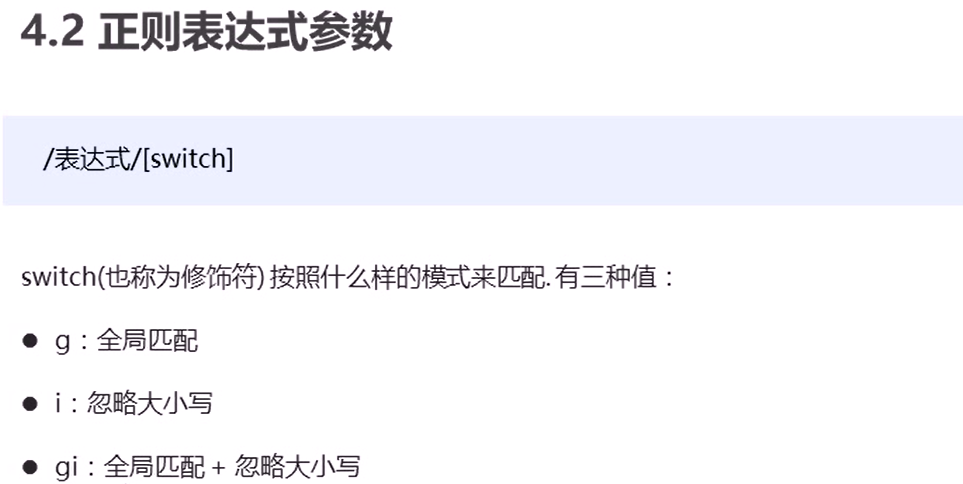 4.2 正则表达式参数
/表达式/[switch]
switch(也称为修饰符) 按照什么样的模式来匹配. 有三种值：
● g：全局匹配
● i：忽略大小写
● gi：全局匹配 + 忽略大小写